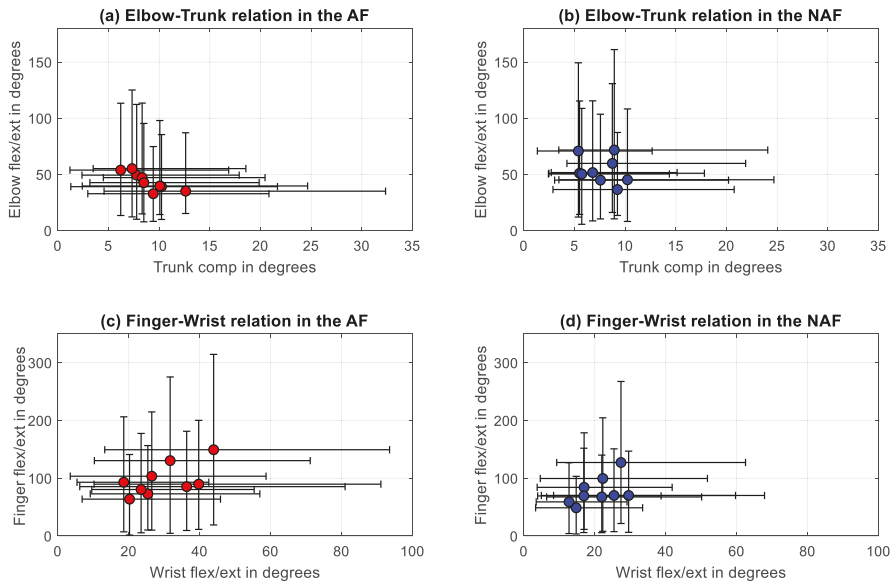 (a) Elbow-Trunk relation in the AF
Elbow flex/ext in degrees
150
100
50
0
0 5 10 15 20 25 30 35
Trunk comp in degrees
(b) Elbow-Trunk relation in the NAF
Elbow flex/ext in degrees
150
100
50
0
0 5 10 15 20 25 30 35
Trunk comp in degrees
(c) Finger-Wrist relation in the AF
Finger flex/ext in degrees
300
200
100
0
0 20 40 60 80 100
Wrist flex/ext in degrees
(d) Finger-Wrist relation in the NAF
Finger flex/ext in degrees
300
200
100
0
0 20 40 60 80 100
Wrist flex/ext in degrees